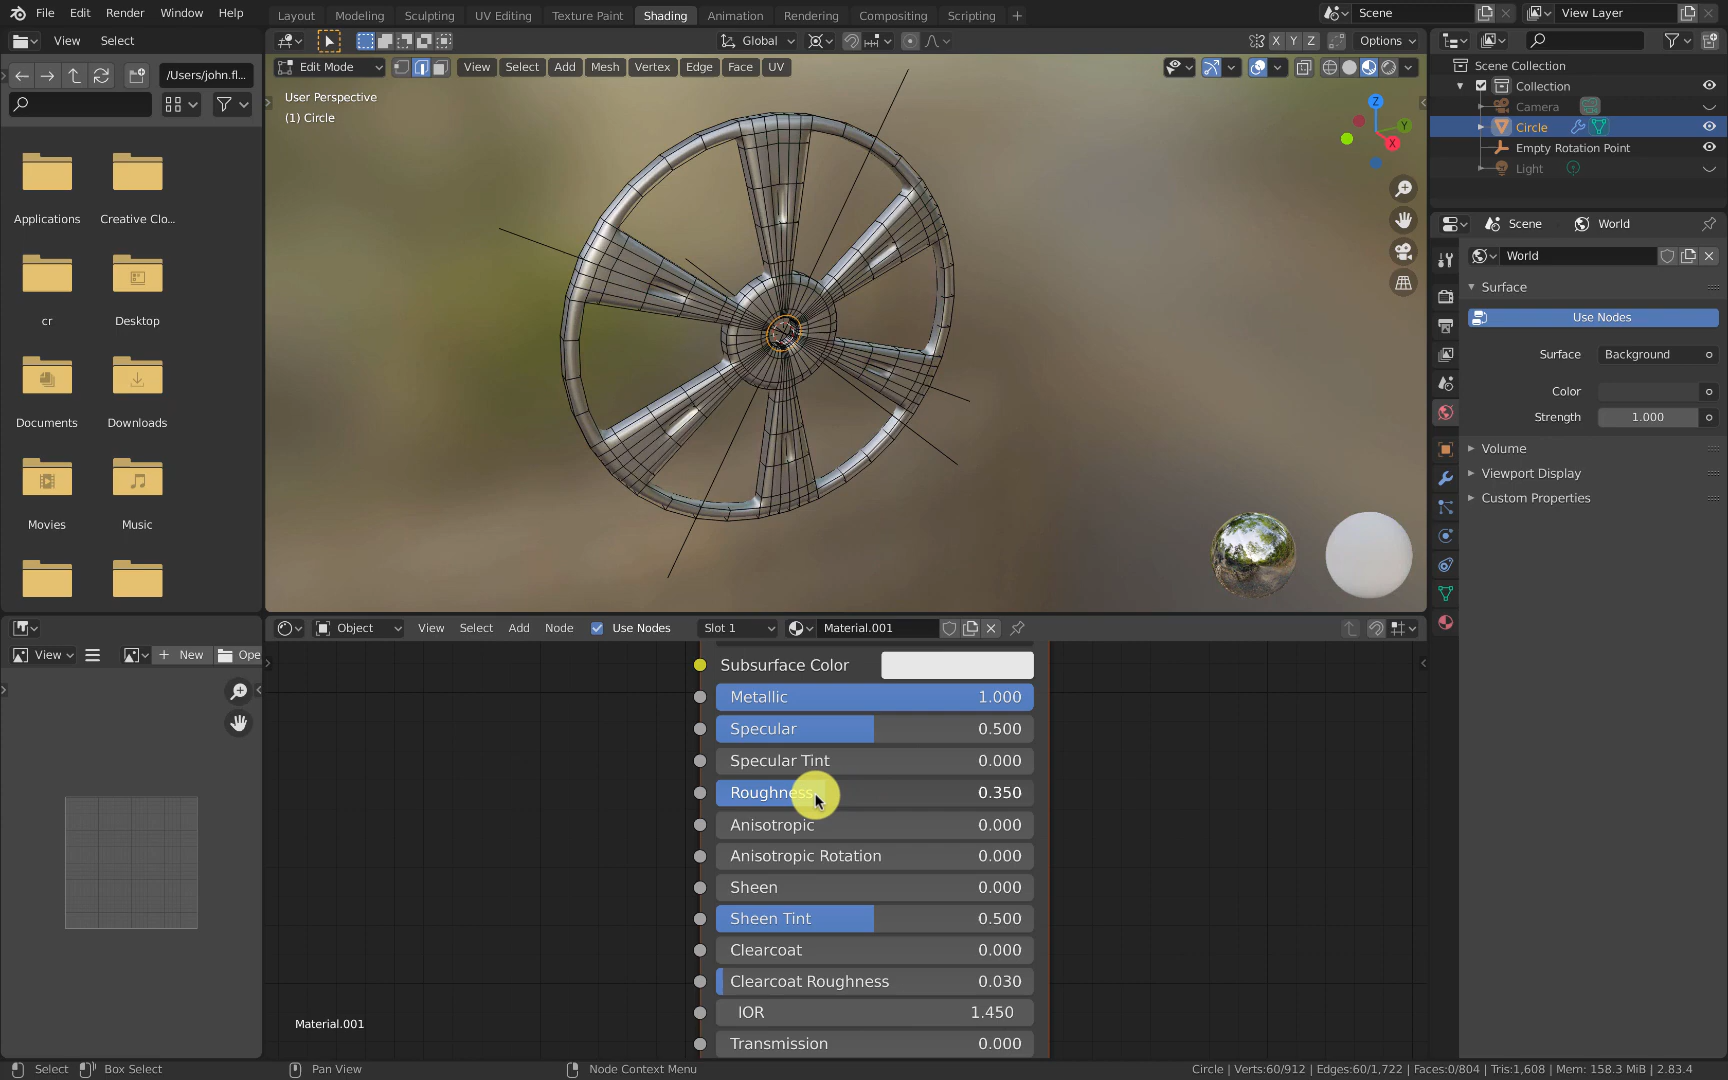 File Edit Render Window Help
Layout Modeling Sculpting UV Editing Texture Paint Shading Animation Rendering Compositing Scripting +
Scene
View Layer
View Select
Global
X Y Z
Options
/Users/john.fl...
Edit Mode
View Select Add Mesh Vertex Edge Face UV
User Perspective
(1) Circle
Z
Y
X
Applications
Creative Clo...
cr
Desktop
Documents
Downloads
Movies
Music
Scene Collection
Collection
Camera
Circle
Empty Rotation Point
Light
Scene
World
World
Surface
Use Nodes
Surface Background
Color
Strength 1.000
Volume
Viewport Display
Custom Properties
View
+ New
Ope
Object
View Select Add Node
Use Nodes
Slot 1
Material.001
Subsurface Color
Metallic 1.000
Specular 0.500
Specular Tint 0.000
Roughness 0.350
Anisotropic 0.000
Anisotropic Rotation 0.000
Sheen 0.000
Sheen Tint 0.500
Clearcoat 0.000
Clearcoat Roughness 0.030
IOR 1.450
Transmission 0.000
Material.001
Select
Box Select
Pan View
Node Context Menu
Circle | Verts:60/912 | Edges:60/1,722 | Faces:0/804 | Tris:1,608 | Mem: 158.3 MiB | 2.83.4